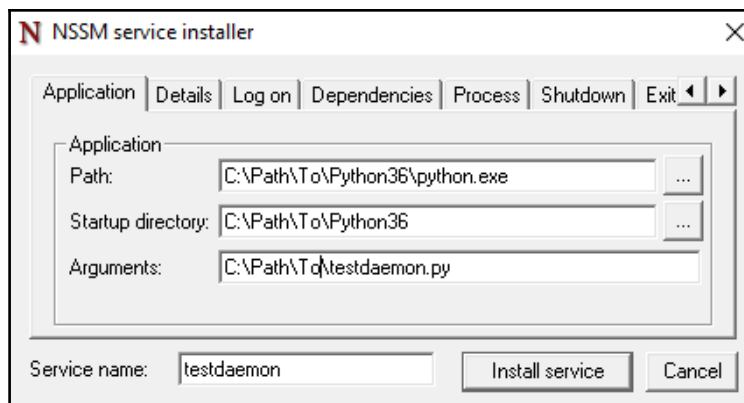 NSSM service installer
Application Details Log on Dependencies Process Shutdown Exit
Application
Path: C:\Path\To\Python36\python.exe ...
Startup directory: C:\Path\To\Python36 ...
Arguments: C:\Path\To\testdaemon.py
Service name: testdaemon Install service Cancel